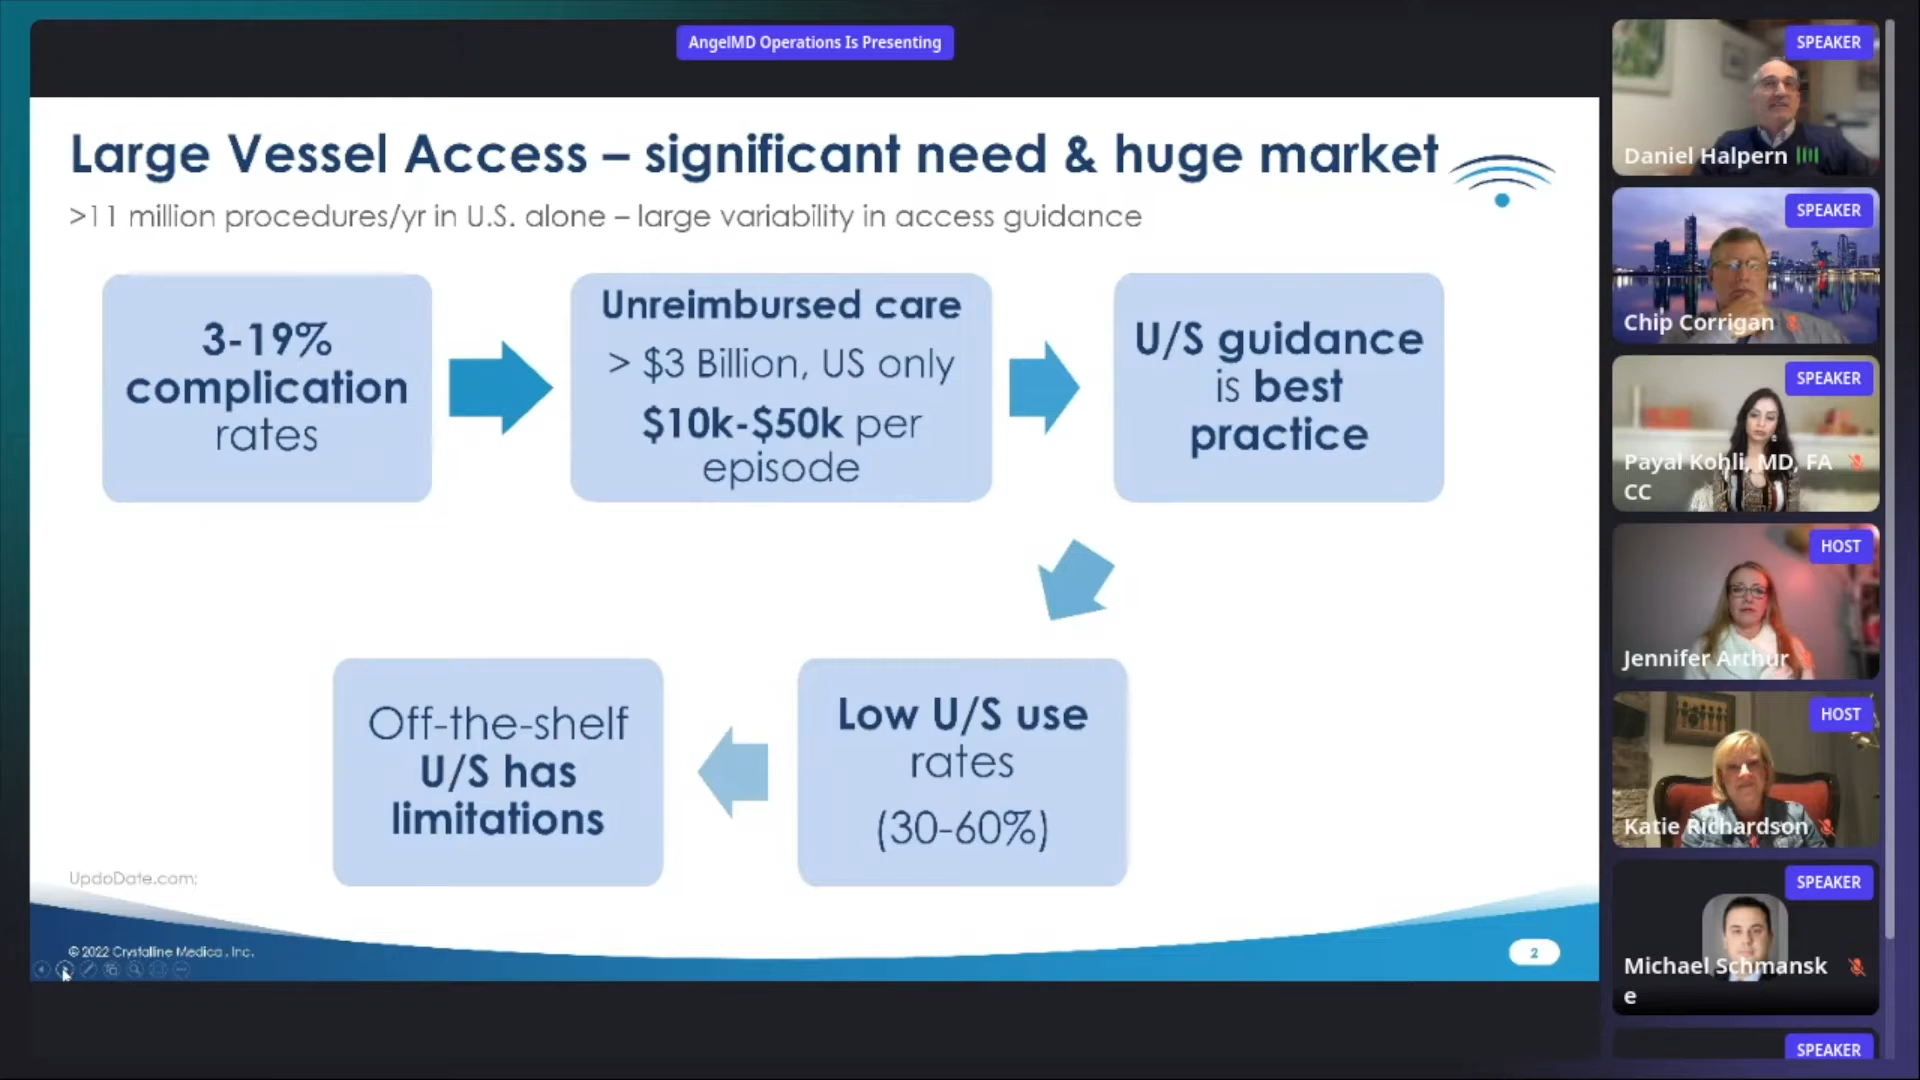 AngelMD Operations Is Presenting
Large Vessel Access – significant need & huge market
>11 million procedures/yr in U.S. alone – large variability in access guidance
3-19%
complication
rates
Unreimbursed care
> $3 Billion, US only
$10k-$50k per
episode
U/S guidance
is best
practice
Low U/S use
rates
(30-60%)
Off-the-shelf
U/S has
limitations
UpdoDate.com;
© 2022 Crystalline Medica, Inc.
2
SPEAKER
Daniel Halpern
SPEAKER
Chip Corrigan
SPEAKER
Payal Kohli, MD, FA
CC
HOST
Jennifer Arthur
HOST
Katie Richardson
SPEAKER
Michael Schmansk
e
SPEAKER